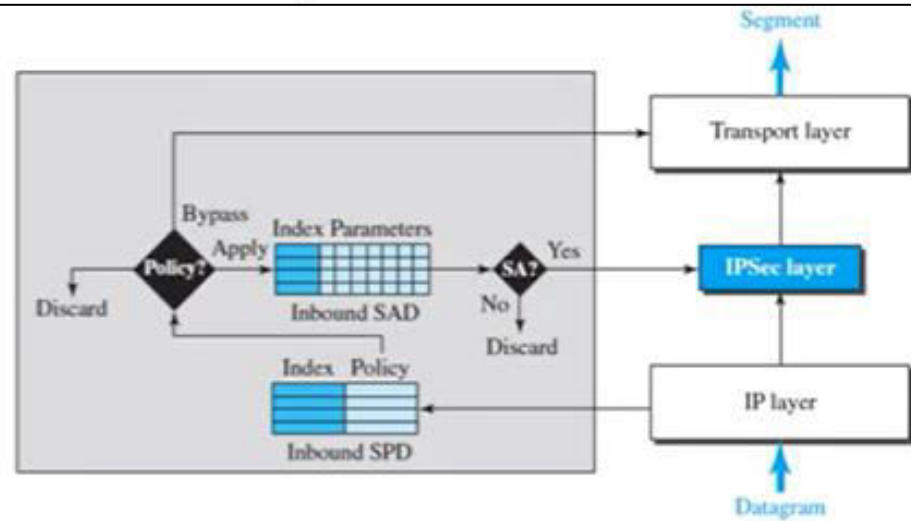 Segment
Transport layer
Bypass
Index Parameters
Policy?
Apply
SA?
Yes
IPSec layer
Discard
Inbound SAD
No
Discard
Index Policy
IP layer
Inbound SPD
Datagram